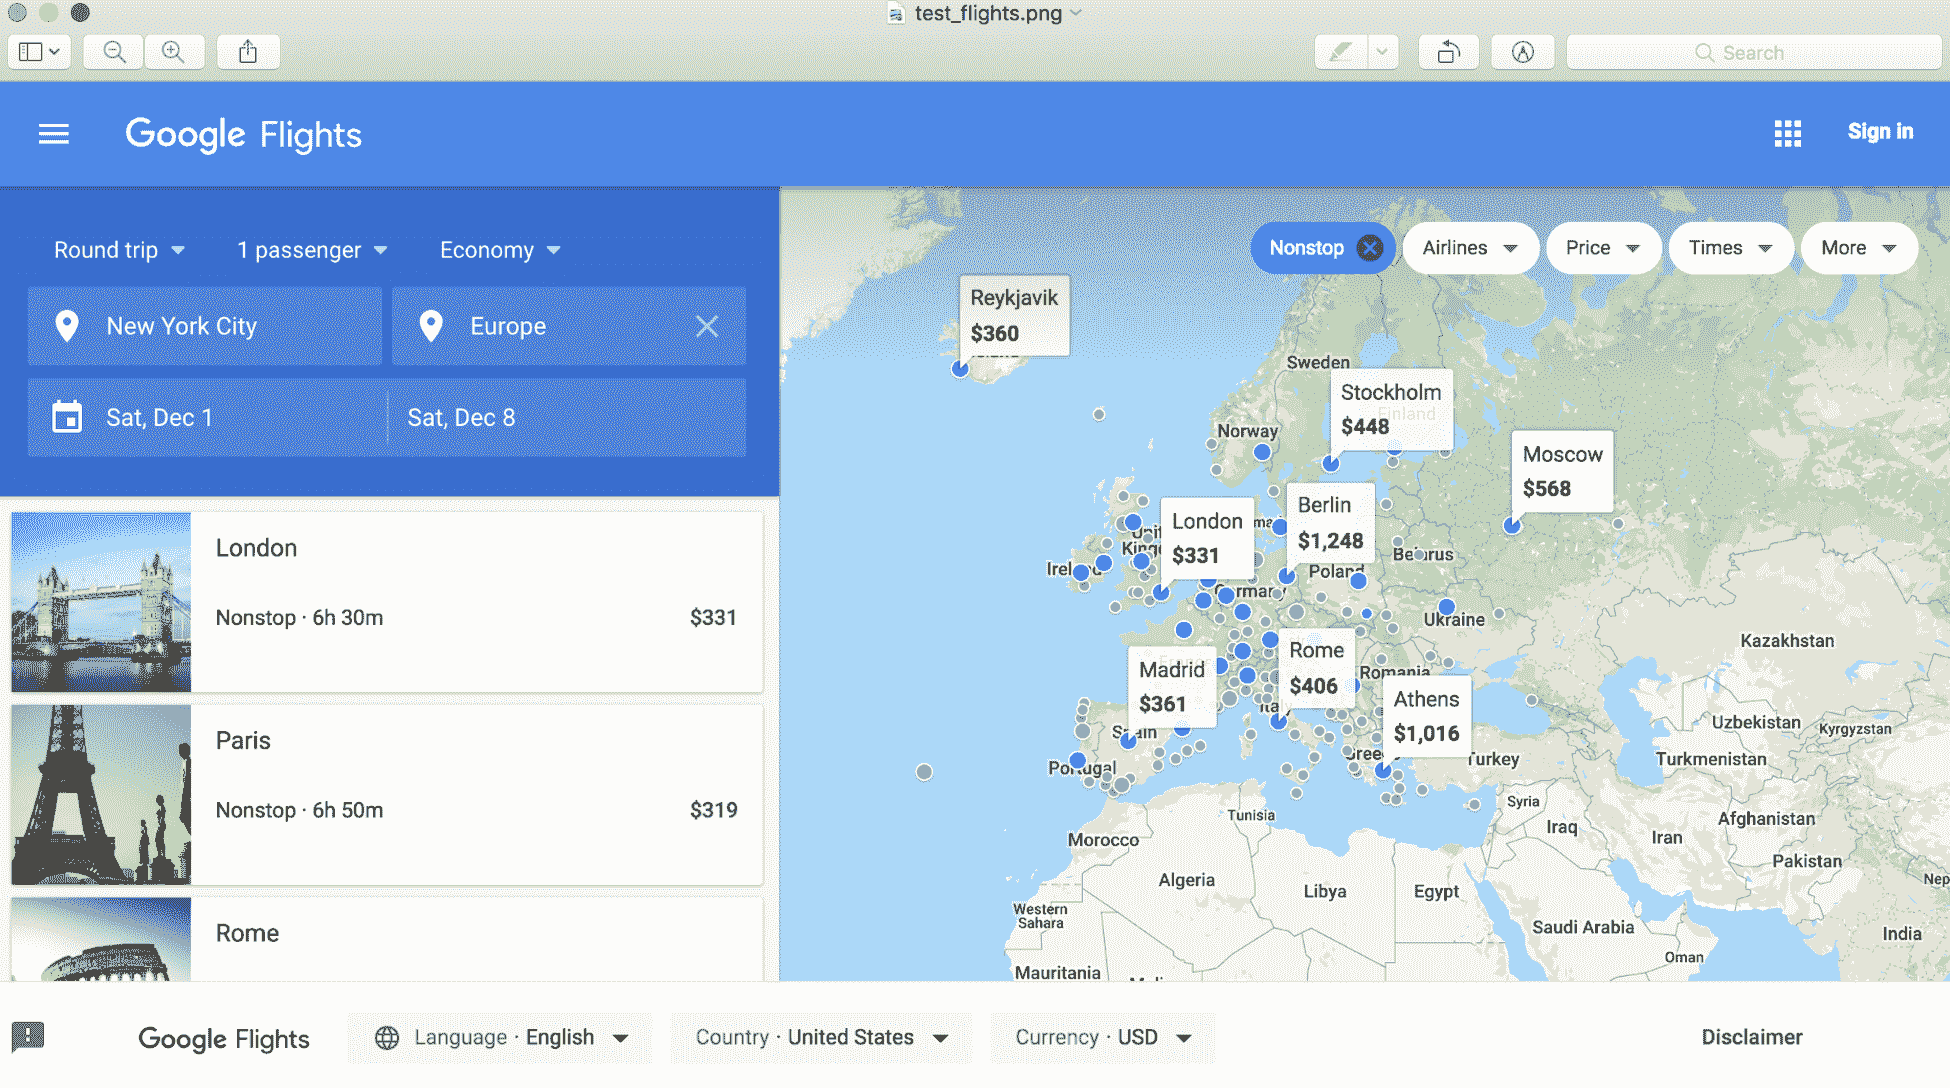 test_flights.png
Search
Google Flights
Sign in
Round trip
1 passenger
Economy
New York City
Europe
Sat, Dec 1
Sat, Dec 8
London
Nonstop · 6h 30m
$331
Paris
Nonstop · 6h 50m
$319
Rome
Nonstop
Airlines
Price
Times
More
Reykjavik
$360
Sweden
Stockholm
Finland
$448
Norway
Moscow
$568
London
$331
Berlin
$1,248
Belarus
Poland
Ukraine
Kazakhstan
Madrid
$361
Rome
$406
Romania
Athens
$1,016
Spain
Portugal
Turkey
Uzbekistan
Kyrgyzstan
Turkmenistan
Tunisia
Syria
Iraq
Iran
Afghanistan
Pakistan
Morocco
Algeria
Libya
Egypt
Western
Sahara
Saudi Arabia
India
Oman
Mauritania
Google Flights
Language · English
Country · United States
Currency · USD
Disclaimer